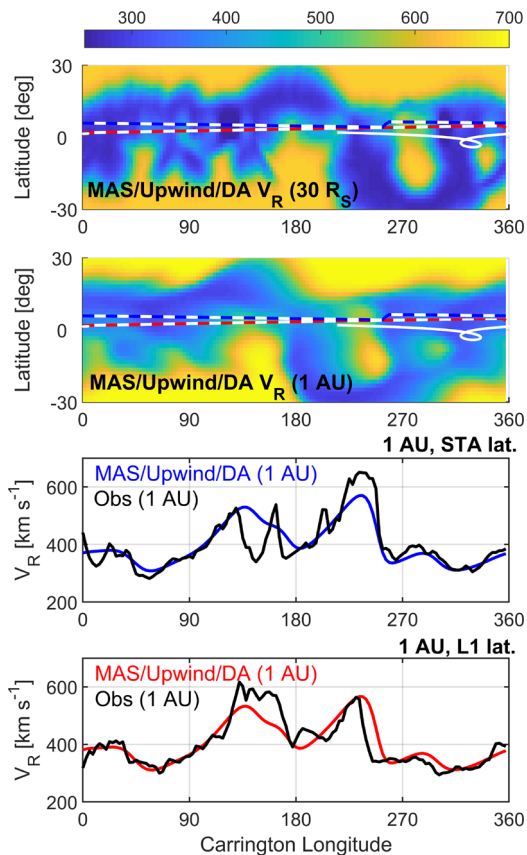 300 400 500 600 700
30
0
-30
Latitude [deg]
MAS/Upwind/DA V_R (30 R_S)
0 90 180 270 360
30
0
-30
Latitude [deg]
MAS/Upwind/DA V_R (1 AU)
0 90 180 270 360
1 AU, STA lat.
600
400
200
V_R [km s⁻¹]
MAS/Upwind/DA (1 AU)
Obs (1 AU)
0 90 180 270 360
1 AU, L1 lat.
600
400
200
V_R [km s⁻¹]
MAS/Upwind/DA (1 AU)
Obs (1 AU)
0 90 180 270 360
Carrington Longitude